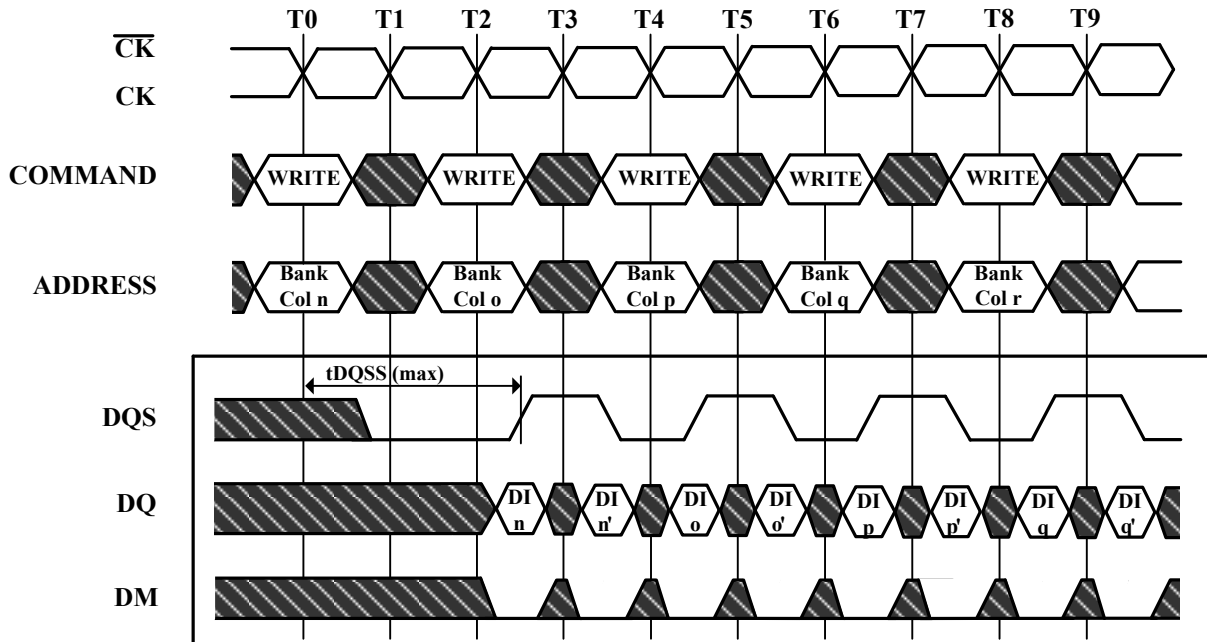 T0 T1 T2 T3 T4 T5 T6 T7 T8 T9
CK
CK
COMMAND
WRITE WRITE WRITE WRITE WRITE
ADDRESS
Bank Bank Bank Bank Bank
Col n Col o Col p Col q Col r
tDQSS (max)
DQS
DQ
DI DI DI DI DI DI DI DI
n n' o o' p p' q q'
DM